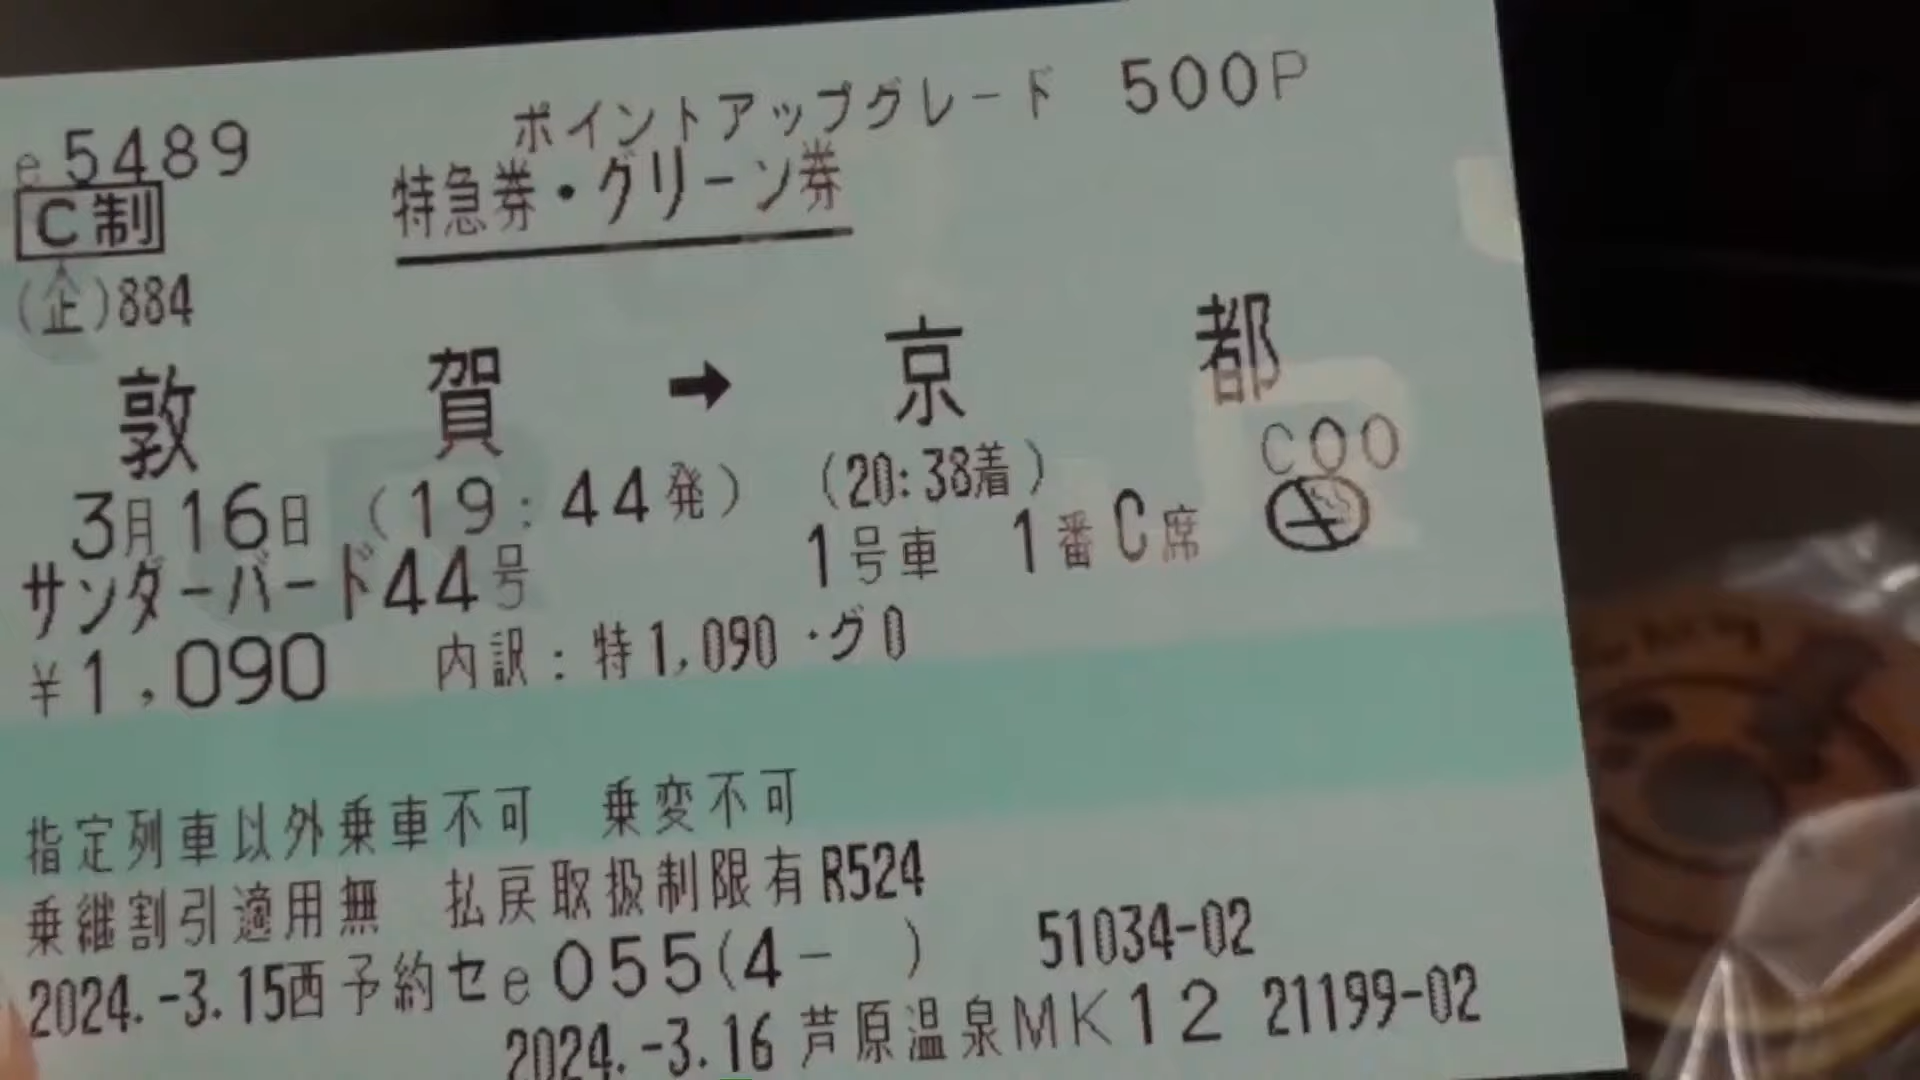 e5489 ポイントアップグレード 500P
C制 特急券・グリーン券
(企)884
敦賀 ➡ 京都
C00
3月16日 (19:44発) (20:38着)
サンダーバード44号 1号車 1番C席
¥1,090 内訳:特1,090・グ0
指定列車以外乗車不可 乗変不可
乗継割引適用無 払戻取扱制限有R524
2024.-3.15西予約セe055(4- ) 51034-02
2024.-3.16芦原温泉MK12 21199-02